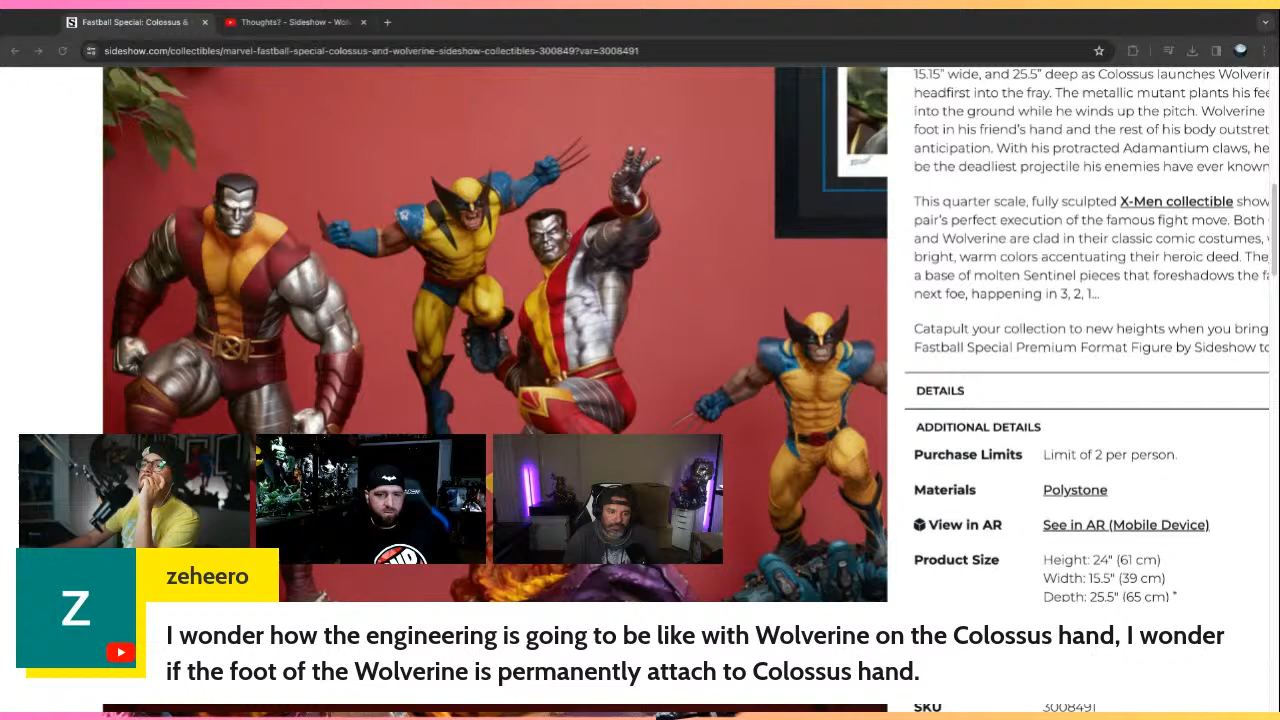 Fastball Special: Colossus &
Thoughts? - Sideshow - Wol
sideshow.com/collectibles/marvel-fastball-special-colossus-and-wolverine-sideshow-collectibles-300849?var=3008491
15.15" wide, and 25.5" deep as Colossus launches Wolverin
headfirst into the fray. The metallic mutant plants his fee
into the ground while he winds up the pitch. Wolverine
foot in his friend's hand and the rest of his body outstret
anticipation. With his protracted Adamantium claws, he
be the deadliest projectile his enemies have ever known
This quarter scale, fully sculpted X-Men collectible show
pair's perfect execution of the famous fight move. Both
and Wolverine are clad in their classic comic costumes,
bright, warm colors accentuating their heroic deed. The
a base of molten Sentinel pieces that foreshadows the fa
next foe, happening in 3, 2, 1...
Catapult your collection to new heights when you bring
Fastball Special Premium Format Figure by Sideshow to
DETAILS
ADDITIONAL DETAILS
Purchase Limits Limit of 2 per person.
Materials Polystone
View in AR See in AR (Mobile Device)
Product Size Height: 24" (61 cm)
Width: 15.5" (39 cm)
Depth: 25.5" (65 cm) *
Z
zeheero
I wonder how the engineering is going to be like with Wolverine on the Colossus hand, I wonder
if the foot of the Wolverine is permanently attach to Colossus hand.
SKU 3008491